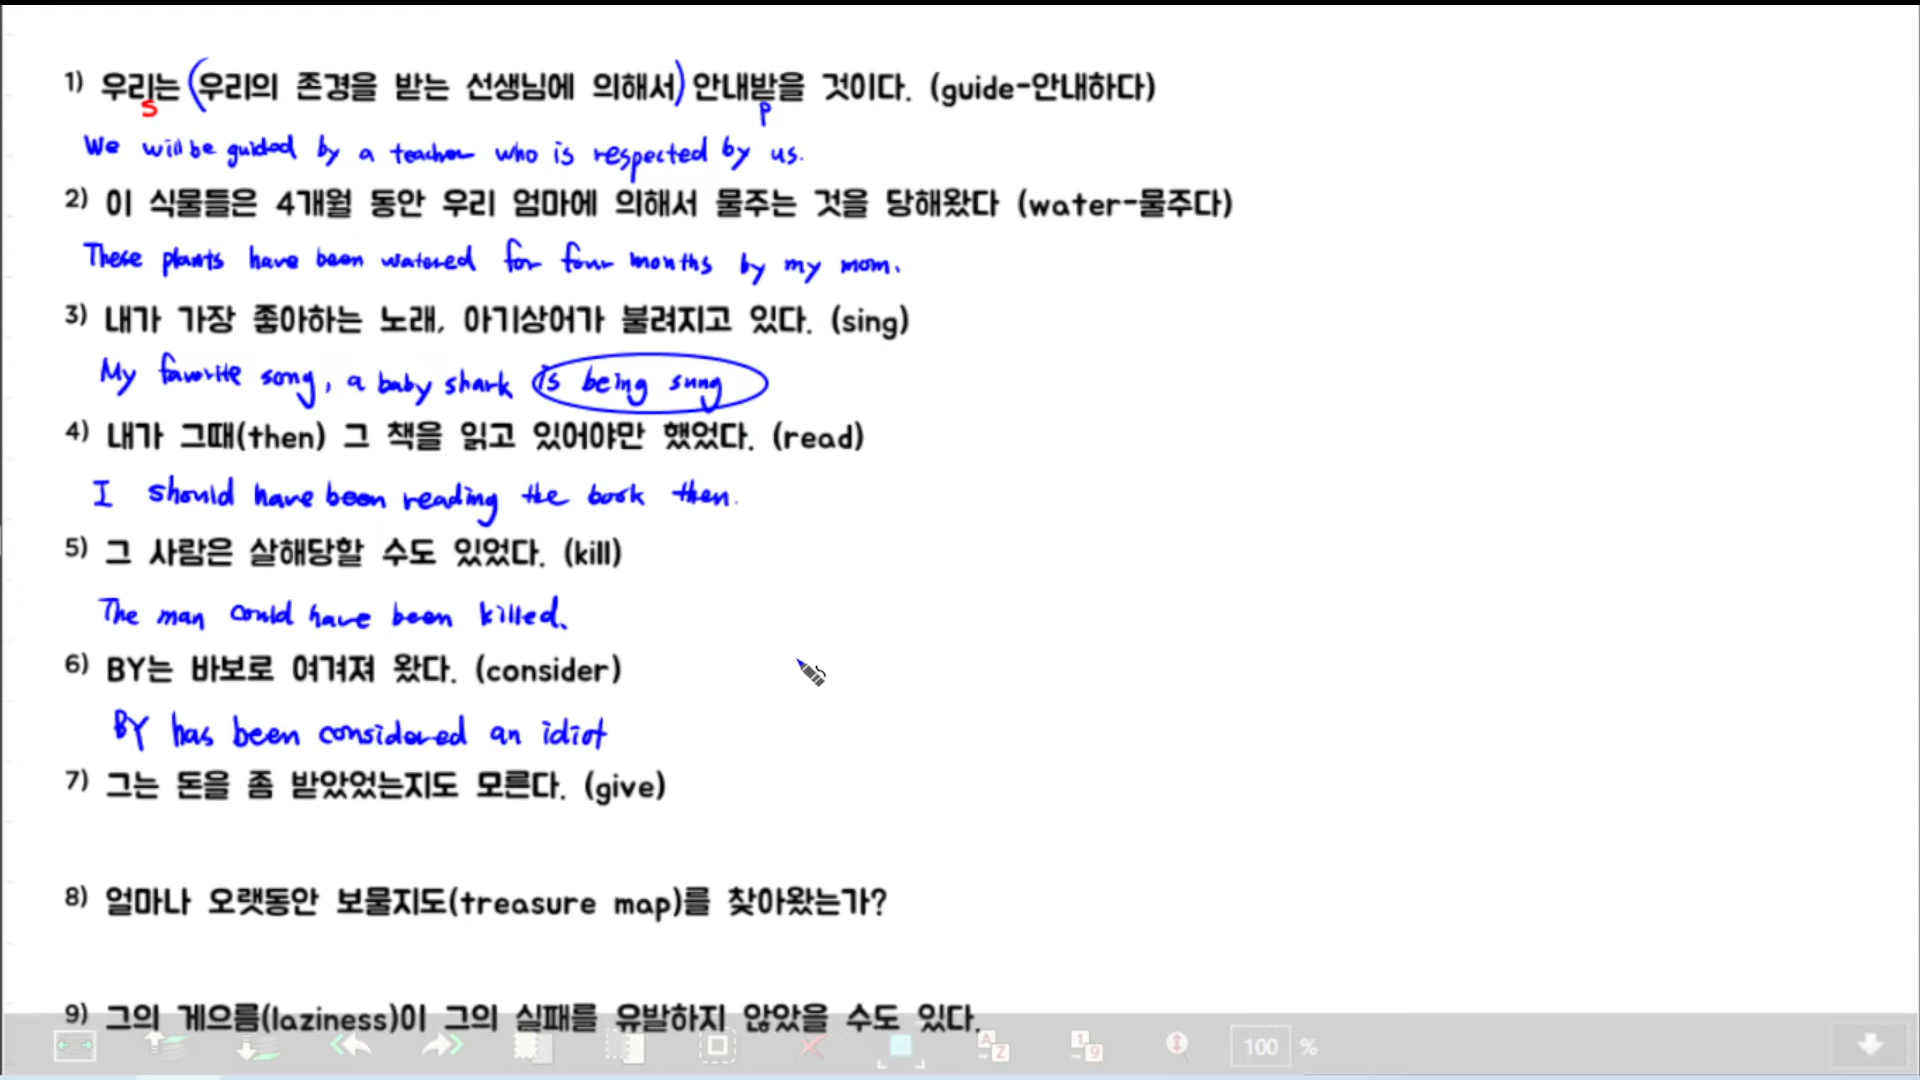 1) 우리는 (우리의 존경을 받는 선생님에 의해서) 안내받을 것이다. (guide-안내하다)
S P
We will be guided by a teacher who is respected by us.
2) 이 식물들은 4개월 동안 우리 엄마에 의해서 물주는 것을 당해왔다 (water-물주다)
These plants have been watered for four months by my mom.
3) 내가 가장 좋아하는 노래, 아기상어가 불려지고 있다. (sing)
My favorite song, a baby shark is being sung
4) 내가 그때(then) 그 책을 읽고 있어야만 했었다. (read)
I should have been reading the book then.
5) 그 사람은 살해당할 수도 있었다. (kill)
The man could have been killed.
6) BY는 바보로 여겨져 왔다. (consider)
BY has been considered an idiot
7) 그는 돈을 좀 받았었는지도 모른다. (give)
8) 얼마나 오랫동안 보물지도(treasure map)를 찾아왔는가?
9) 그의 게으름(laziness)이 그의 실패를 유발하지 않았을 수도 있다.
A Z 1 9 100 %